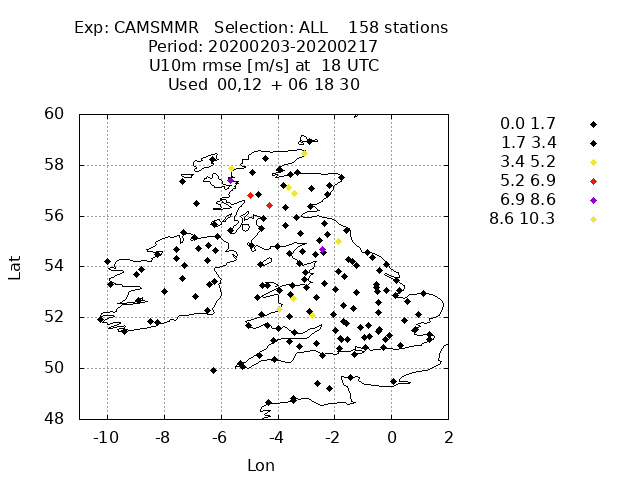 Exp: CAMSMMR   Selection: ALL    158 stations
Period: 20200203-20200217
U10m rmse [m/s] at  18 UTC
Used  00,12  + 06 18 30
0.0 1.7
1.7 3.4
3.4 5.2
5.2 6.9
6.9 8.6
8.6 10.3
60
58
56
54
52
50
48
Lat
-10 -8 -6 -4 -2 0 2
Lon